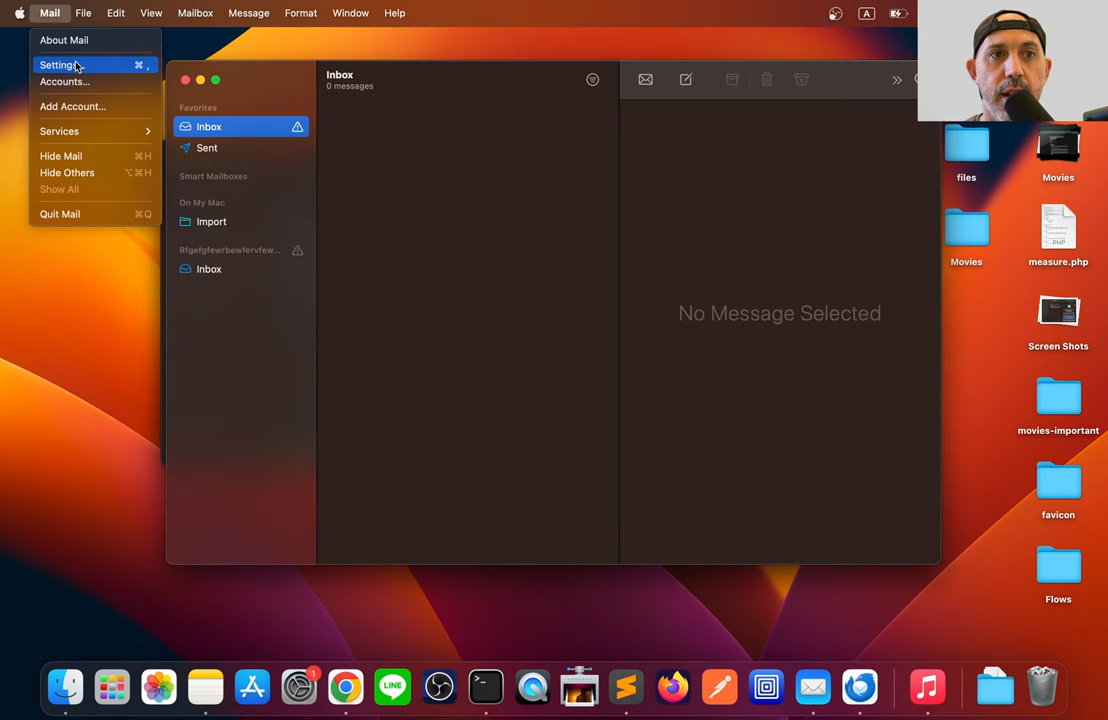 Mail File Edit View Mailbox Message Format Window Help
A
About Mail
Settings... ⌘ ,
Accounts...
Add Account...
Services
Hide Mail ⌘H
Hide Others ⌥⌘H
Show All
Quit Mail ⌘Q
Favorites
Inbox
Sent
Smart Mailboxes
On My Mac
Import
Rfgefgfewrbewfervfew...
Inbox
Inbox
0 messages
No Message Selected
files
Movies
Movies
measure.php
PHP
Screen Shots
movies-important
favicon
Flows
1
LINE
>_